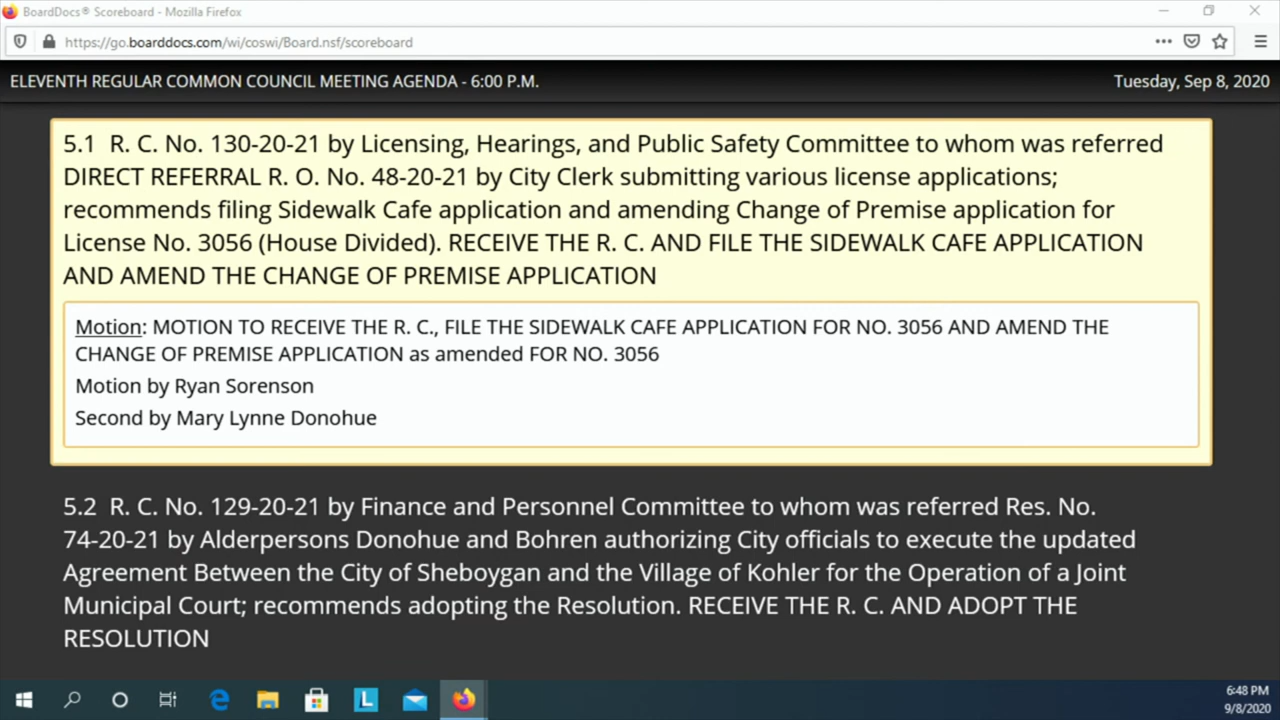 BoardDocs® Scoreboard - Mozilla Firefox
https://go.boarddocs.com/wi/coswi/Board.nsf/scoreboard
ELEVENTH REGULAR COMMON COUNCIL MEETING AGENDA - 6:00 P.M.
Tuesday, Sep 8, 2020
5.1 R. C. No. 130-20-21 by Licensing, Hearings, and Public Safety Committee to whom was referred
DIRECT REFERRAL R. O. No. 48-20-21 by City Clerk submitting various license applications;
recommends filing Sidewalk Cafe application and amending Change of Premise application for
License No. 3056 (House Divided). RECEIVE THE R. C. AND FILE THE SIDEWALK CAFE APPLICATION
AND AMEND THE CHANGE OF PREMISE APPLICATION
Motion: MOTION TO RECEIVE THE R. C., FILE THE SIDEWALK CAFE APPLICATION FOR NO. 3056 AND AMEND THE
CHANGE OF PREMISE APPLICATION as amended FOR NO. 3056
Motion by Ryan Sorenson
Second by Mary Lynne Donohue
5.2 R. C. No. 129-20-21 by Finance and Personnel Committee to whom was referred Res. No.
74-20-21 by Alderpersons Donohue and Bohren authorizing City officials to execute the updated
Agreement Between the City of Sheboygan and the Village of Kohler for the Operation of a Joint
Municipal Court; recommends adopting the Resolution. RECEIVE THE R. C. AND ADOPT THE
RESOLUTION
L
6:48 PM
9/8/2020